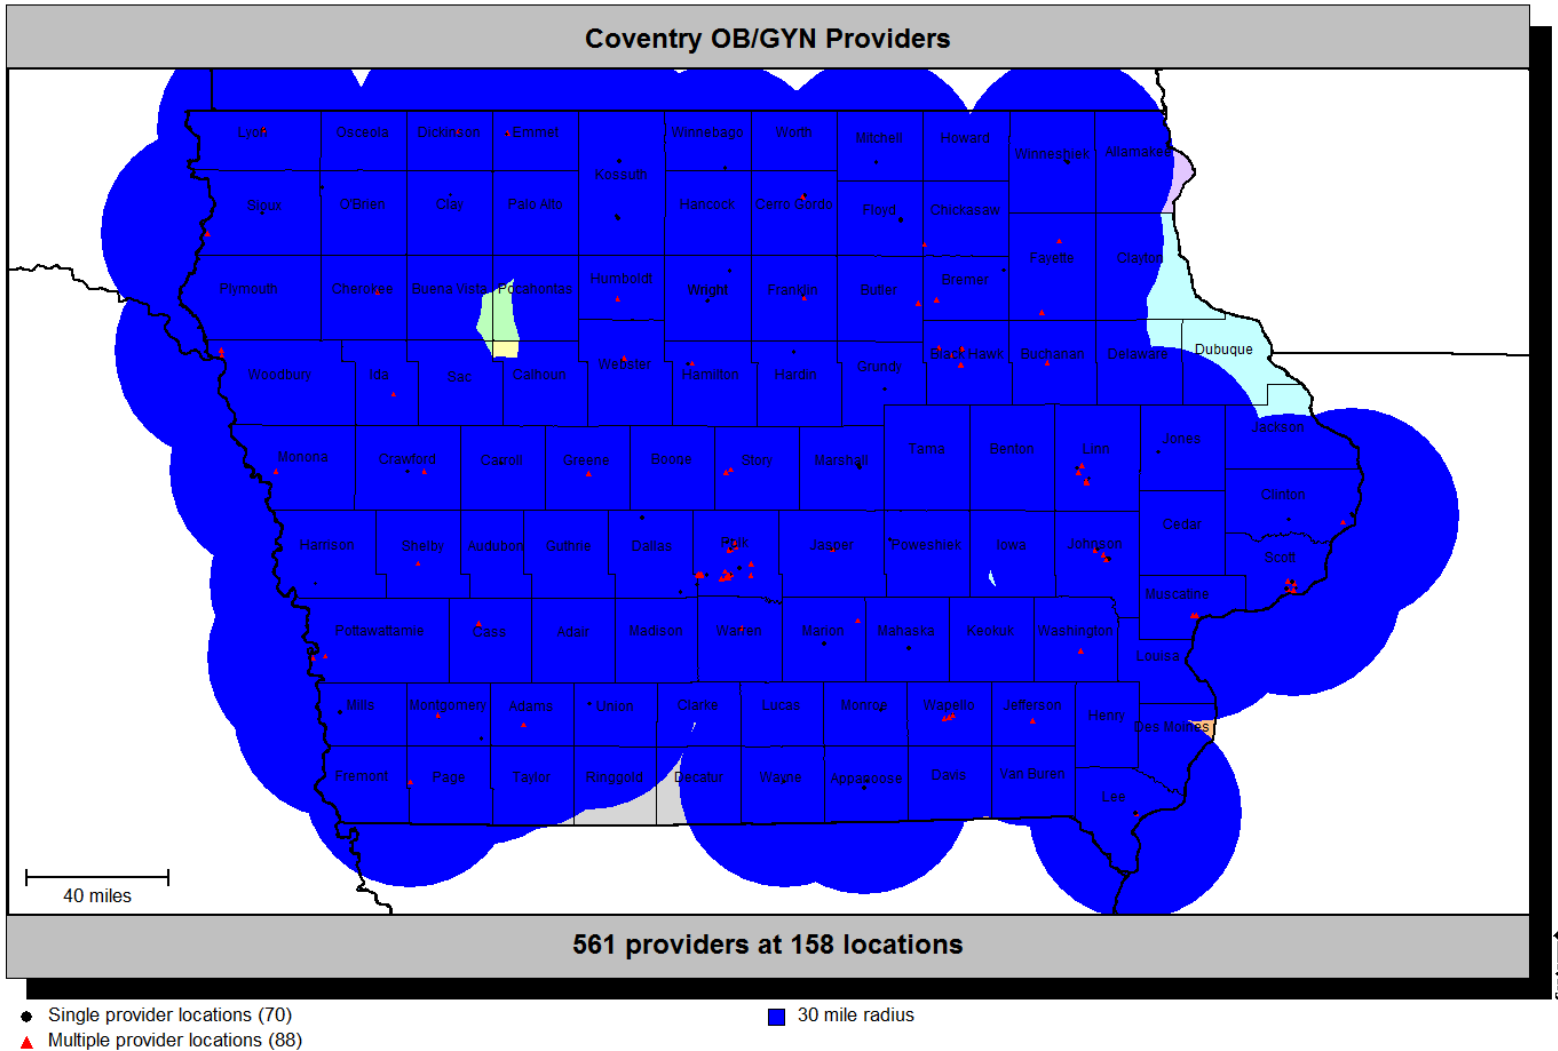 Coventry OB/GYN Providers
Lyon Osceola Dickinson Emmet Winnebago Worth Mitchell Howard Winneshiek Allamakee
Kossuth
Sioux O'Brien Clay Palo Alto Hancock Cerro Gordo Floyd Chickasaw
Fayette Clayton
Plymouth Cherokee Buena Vista Pocahontas Humboldt Wright Franklin Butler Bremer
Woodbury Ida Sac Calhoun Webster Hamilton Hardin Grundy Black Hawk Buchanan Delaware Dubuque
Monona Crawford Carroll Greene Boone Story Marshall Tama Benton Linn Jones Jackson
Clinton
Harrison Shelby Audubon Guthrie Dallas Polk Jasper Poweshiek Iowa Johnson Cedar
Scott
Muscatine
Pottawattamie Cass Adair Madison Warren Marion Mahaska Keokuk Washington
Louisa
Mills Montgomery Adams Union Clarke Lucas Monroe Wapello Jefferson Henry Des Moines
Fremont Page Taylor Ringgold Decatur Wayne Appanoose Davis Van Buren
Lee
40 miles
561 providers at 158 locations
Single provider locations (70)
30 mile radius
Multiple provider locations (88)